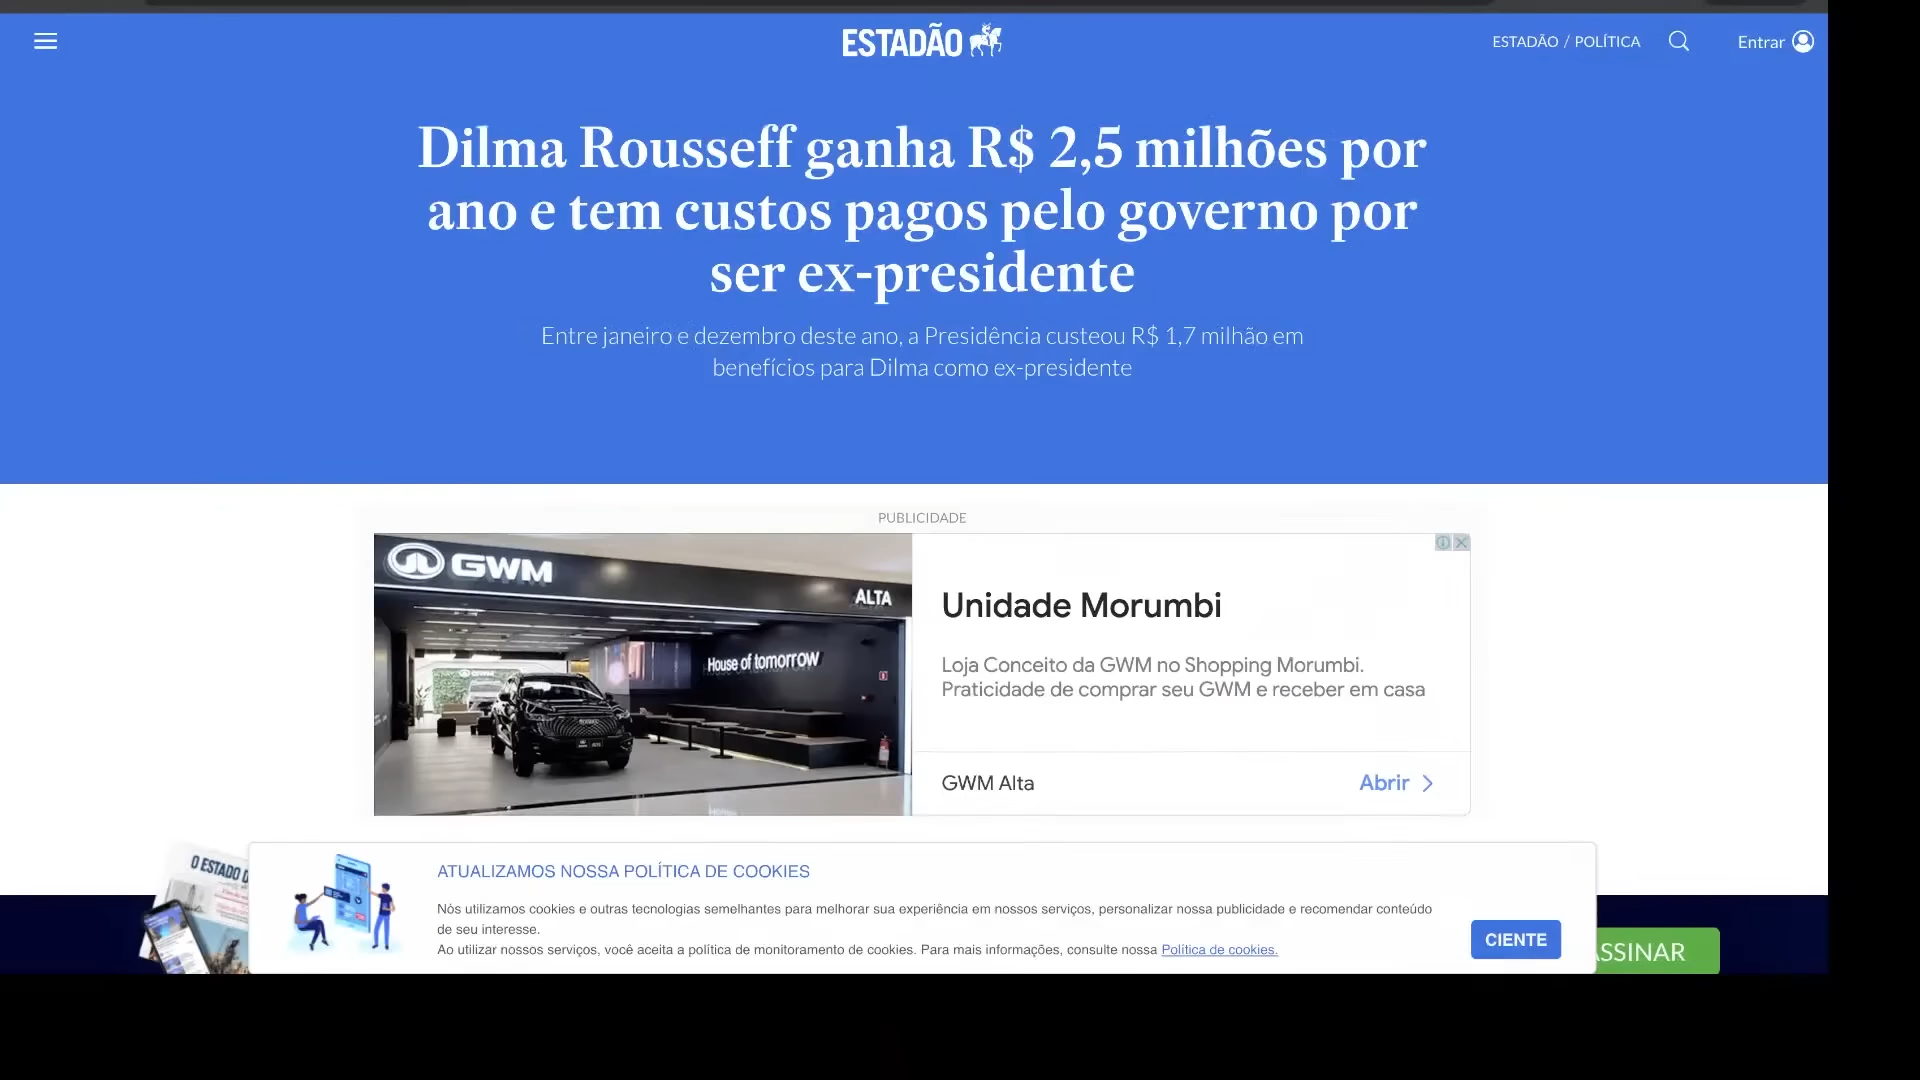 ESTADÃO
ESTADÃO / POLÍTICA
Entrar
Dilma Rousseff ganha R$ 2,5 milhões por
ano e tem custos pagos pelo governo por
ser ex-presidente
Entre janeiro e dezembro deste ano, a Presidência custeou R$ 1,7 milhão em
benefícios para Dilma como ex-presidente
PUBLICIDADE
GWM
ALTA
House of tomorrow
Unidade Morumbi
Loja Conceito da GWM no Shopping Morumbi.
Praticidade de comprar seu GWM e receber em casa
GWM Alta
Abrir
O ESTADO D
ATUALIZAMOS NOSSA POLÍTICA DE COOKIES
Nós utilizamos cookies e outras tecnologias semelhantes para melhorar sua experiência em nossos serviços, personalizar nossa publicidade e recomendar conteúdo
de seu interesse.
Ao utilizar nossos serviços, você aceita a política de monitoramento de cookies. Para mais informações, consulte nossa Política de cookies.
CIENTE
SSINAR